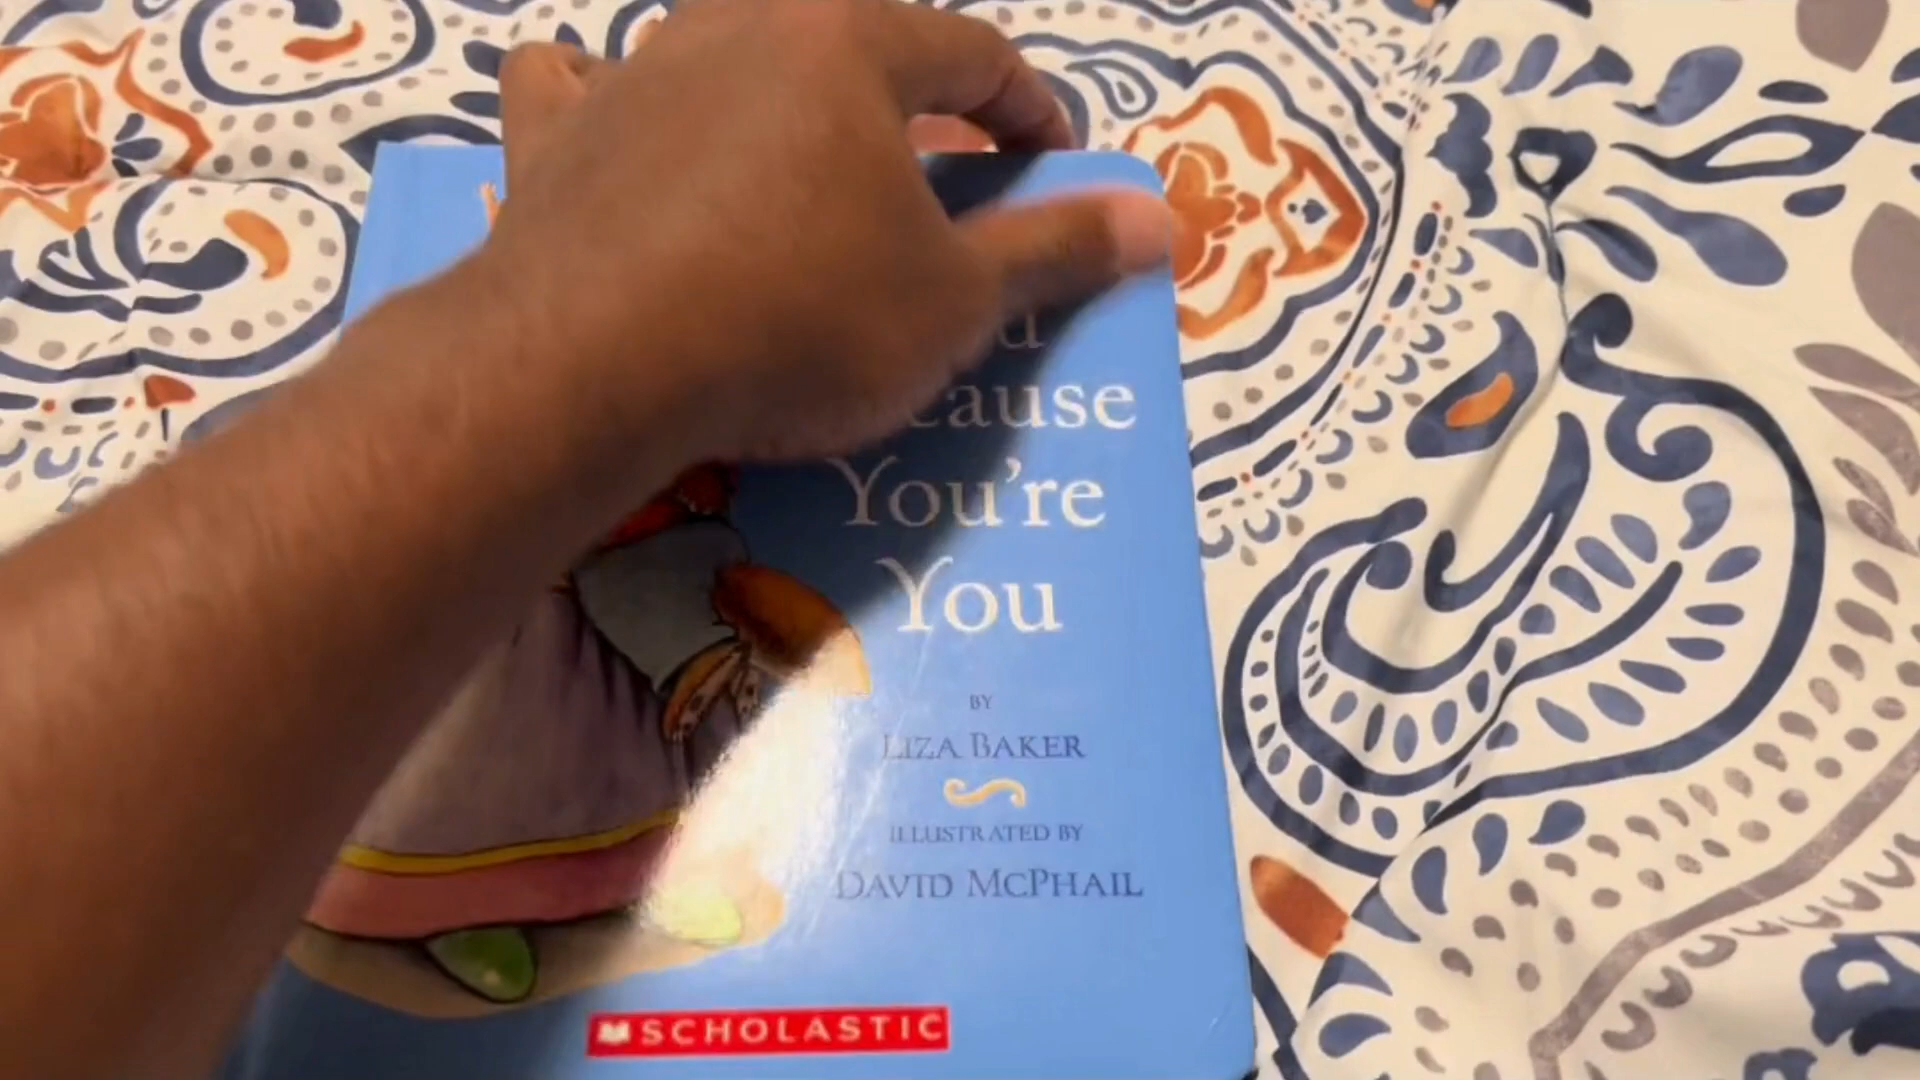 You're
You
BY
LIZA BAKER
ILLUSTRATED BY
DAVID MCPHAIL
SCHOLASTIC